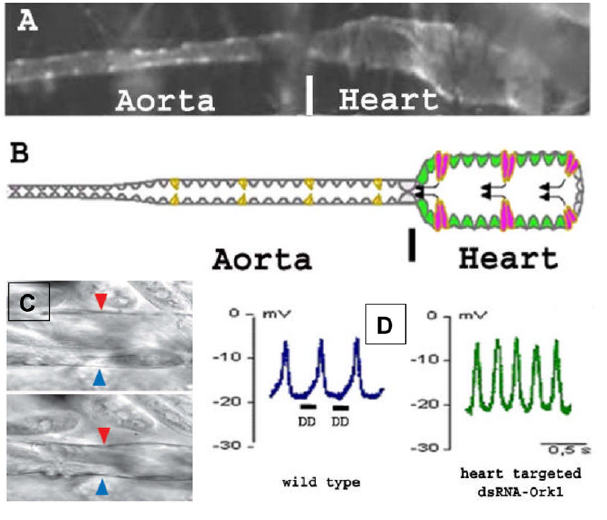 A
Aorta
Heart
B
Aorta
Heart
C
0 mV
-10
-20
-30
DD DD
wild type
D
0 mV
-10
-20
-30
0,5 s
heart targeted
dsRNA-Ork1